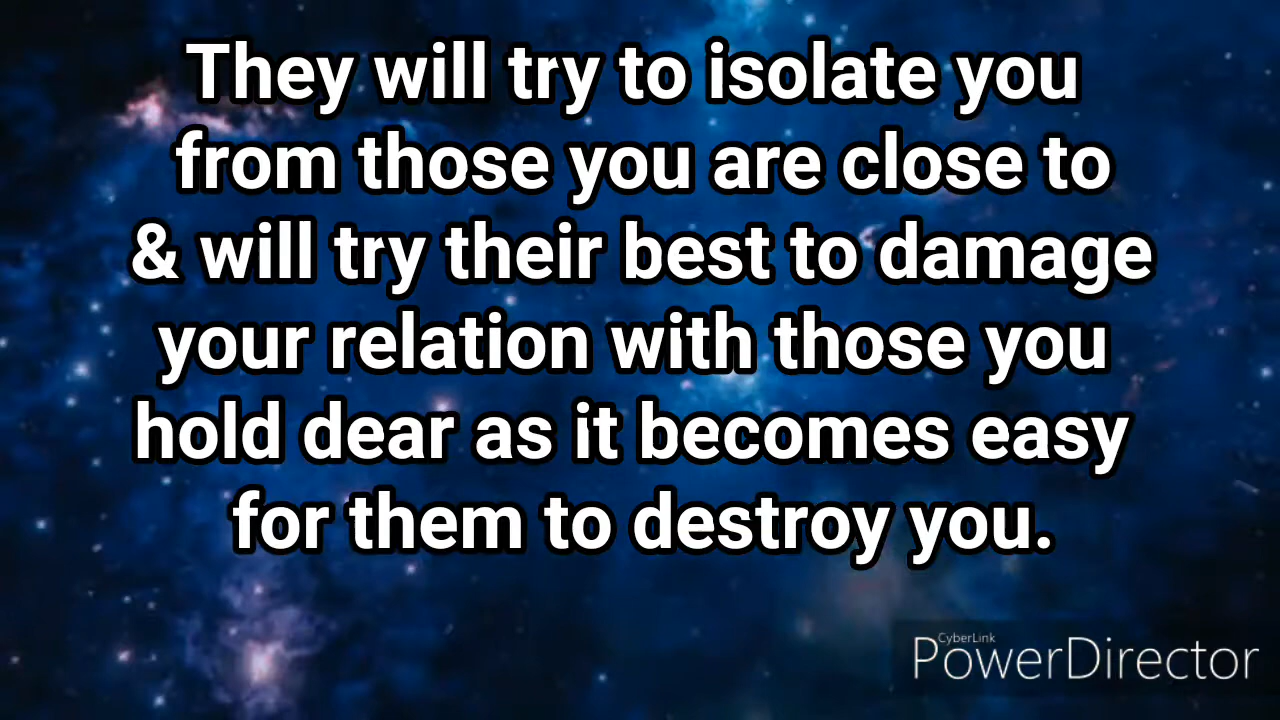 They will try to isolate you
from those you are close to
& will try their best to damage
your relation with those you
hold dear as it becomes easy
for them to destroy you.
CyberLink
PowerDirector